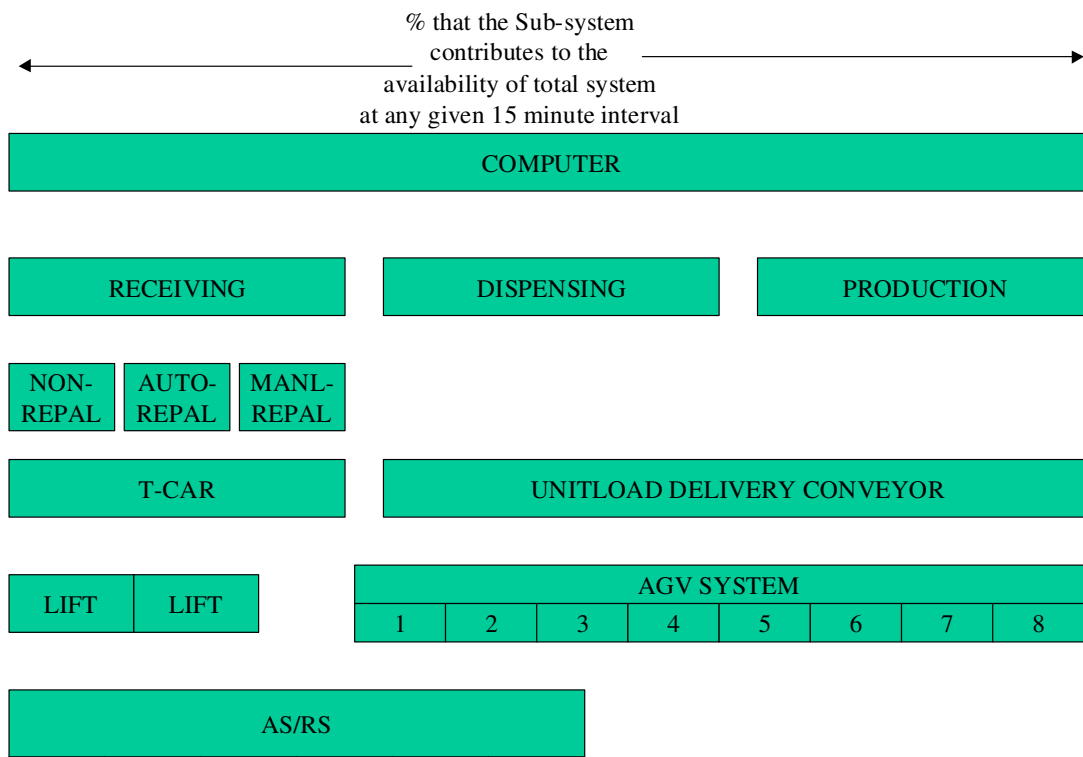 % that the Sub-system
contributes to the
availability of total system
at any given 15 minute interval
COMPUTER
RECEIVING
DISPENSING
PRODUCTION
NON-
REPAL
AUTO-
REPAL
MANL-
REPAL
T-CAR
UNITLOAD DELIVERY CONVEYOR
LIFT
LIFT
AGV SYSTEM
1 2 3 4 5 6 7 8
AS/RS